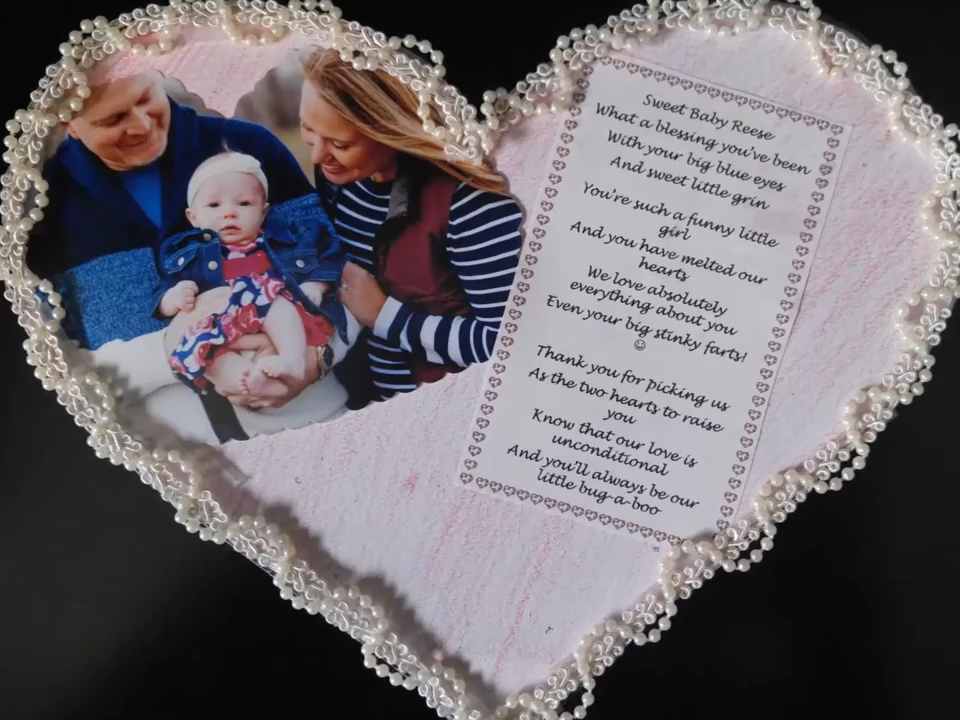 Sweet Baby Reese
What a blessing you've been
With your big blue eyes
And sweet little grin
You're such a funny little
girl
And you have melted our
hearts
We love absolutely
everything about you
Even your big stinky farts!
☺
Thank you for picking us
As the two hearts to raise
you
Know that our love is
unconditional
And you'll always be our
little bug-a-boo